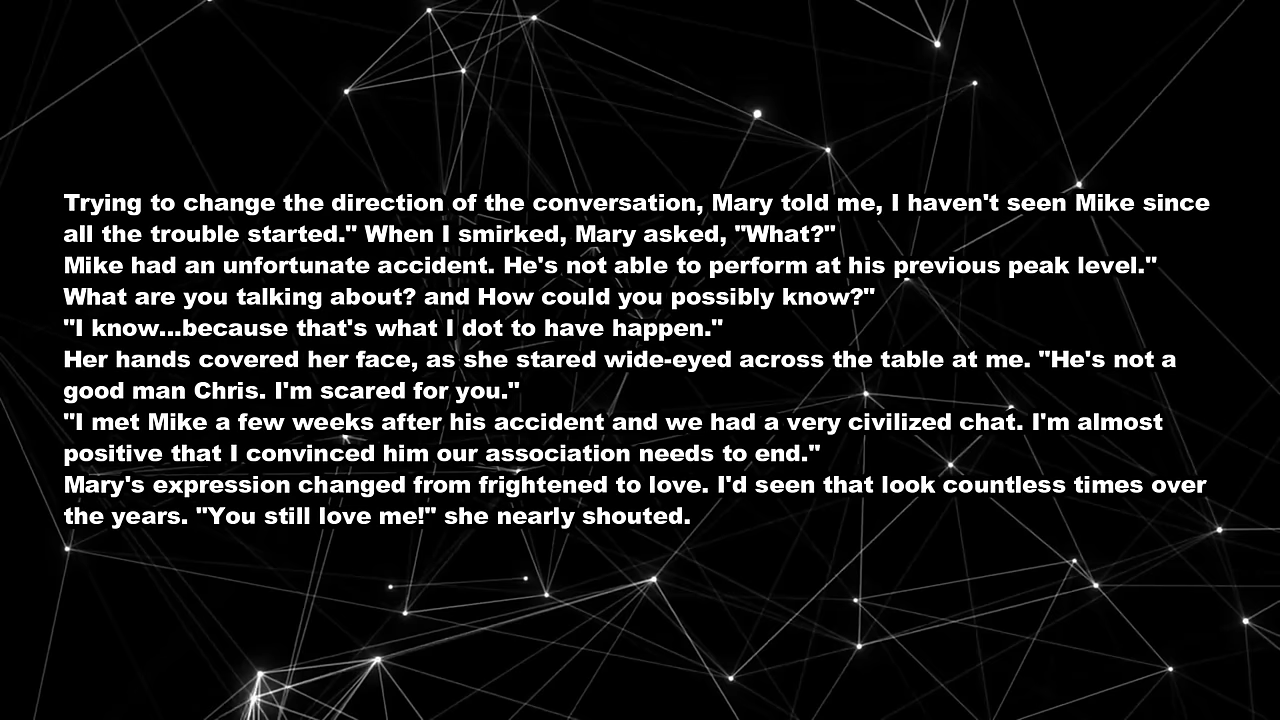 Trying to change the direction of the conversation, Mary told me, I haven't seen Mike since
all the trouble started." When I smirked, Mary asked, "What?"
Mike had an unfortunate accident. He's not able to perform at his previous peak level."
What are you talking about? and How could you possibly know?"
"I know...because that's what I dot to have happen."
Her hands covered her face, as she stared wide-eyed across the table at me. "He's not a
good man Chris. I'm scared for you."
"I met Mike a few weeks after his accident and we had a very civilized chat. I'm almost
positive that I convinced him our association needs to end."
Mary's expression changed from frightened to love. I'd seen that look countless times over
the years. "You still love me!" she nearly shouted.